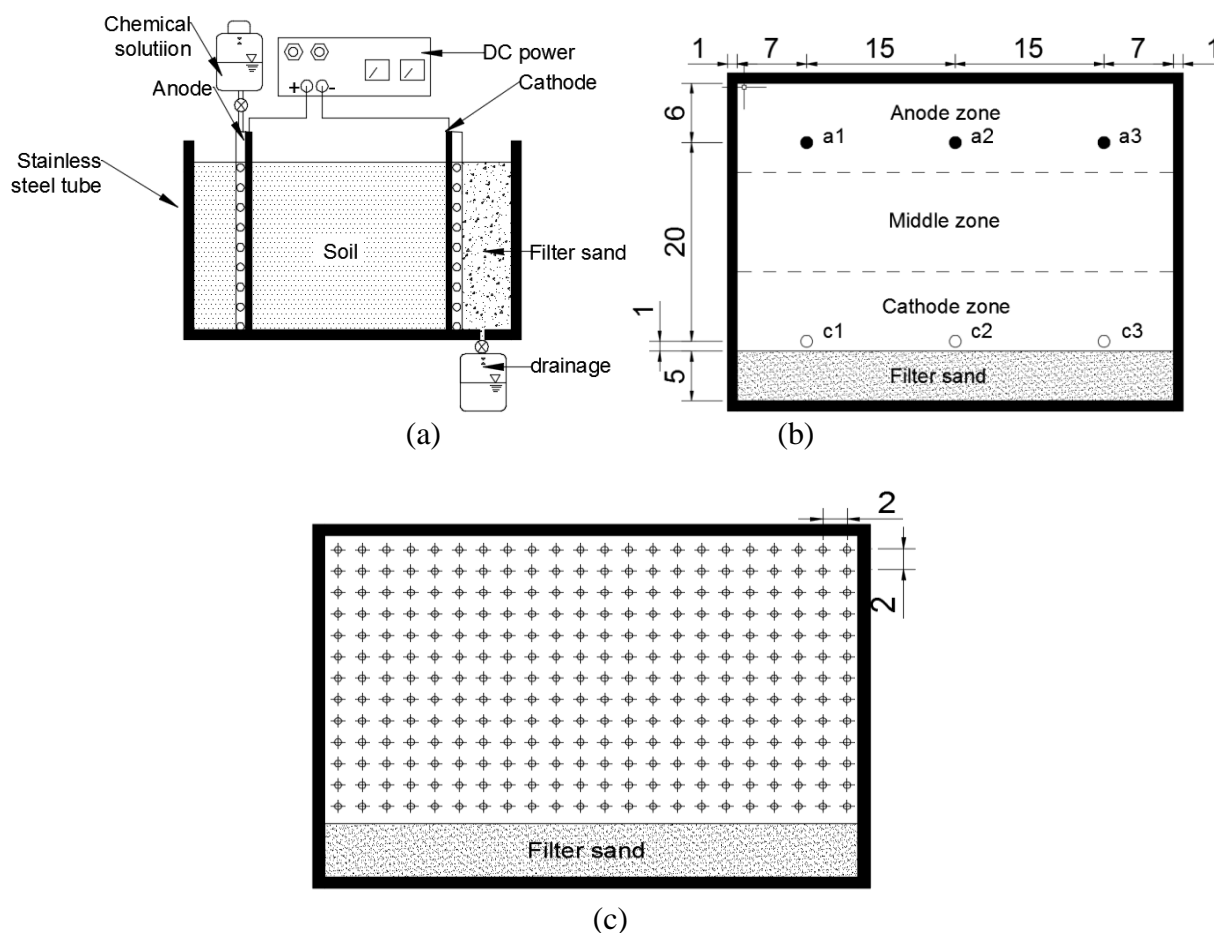 Chemical
solutiion
DC power
Anode
+
-
Cathode
Stainless
steel tube
Soil
Filter sand
drainage
(a)
1
7
15
15
7
1
6
Anode zone
a1
a2
a3
20
Middle zone
Cathode zone
1
c1
c2
c3
5
Filter sand
(b)
2
2
Filter sand
(c)